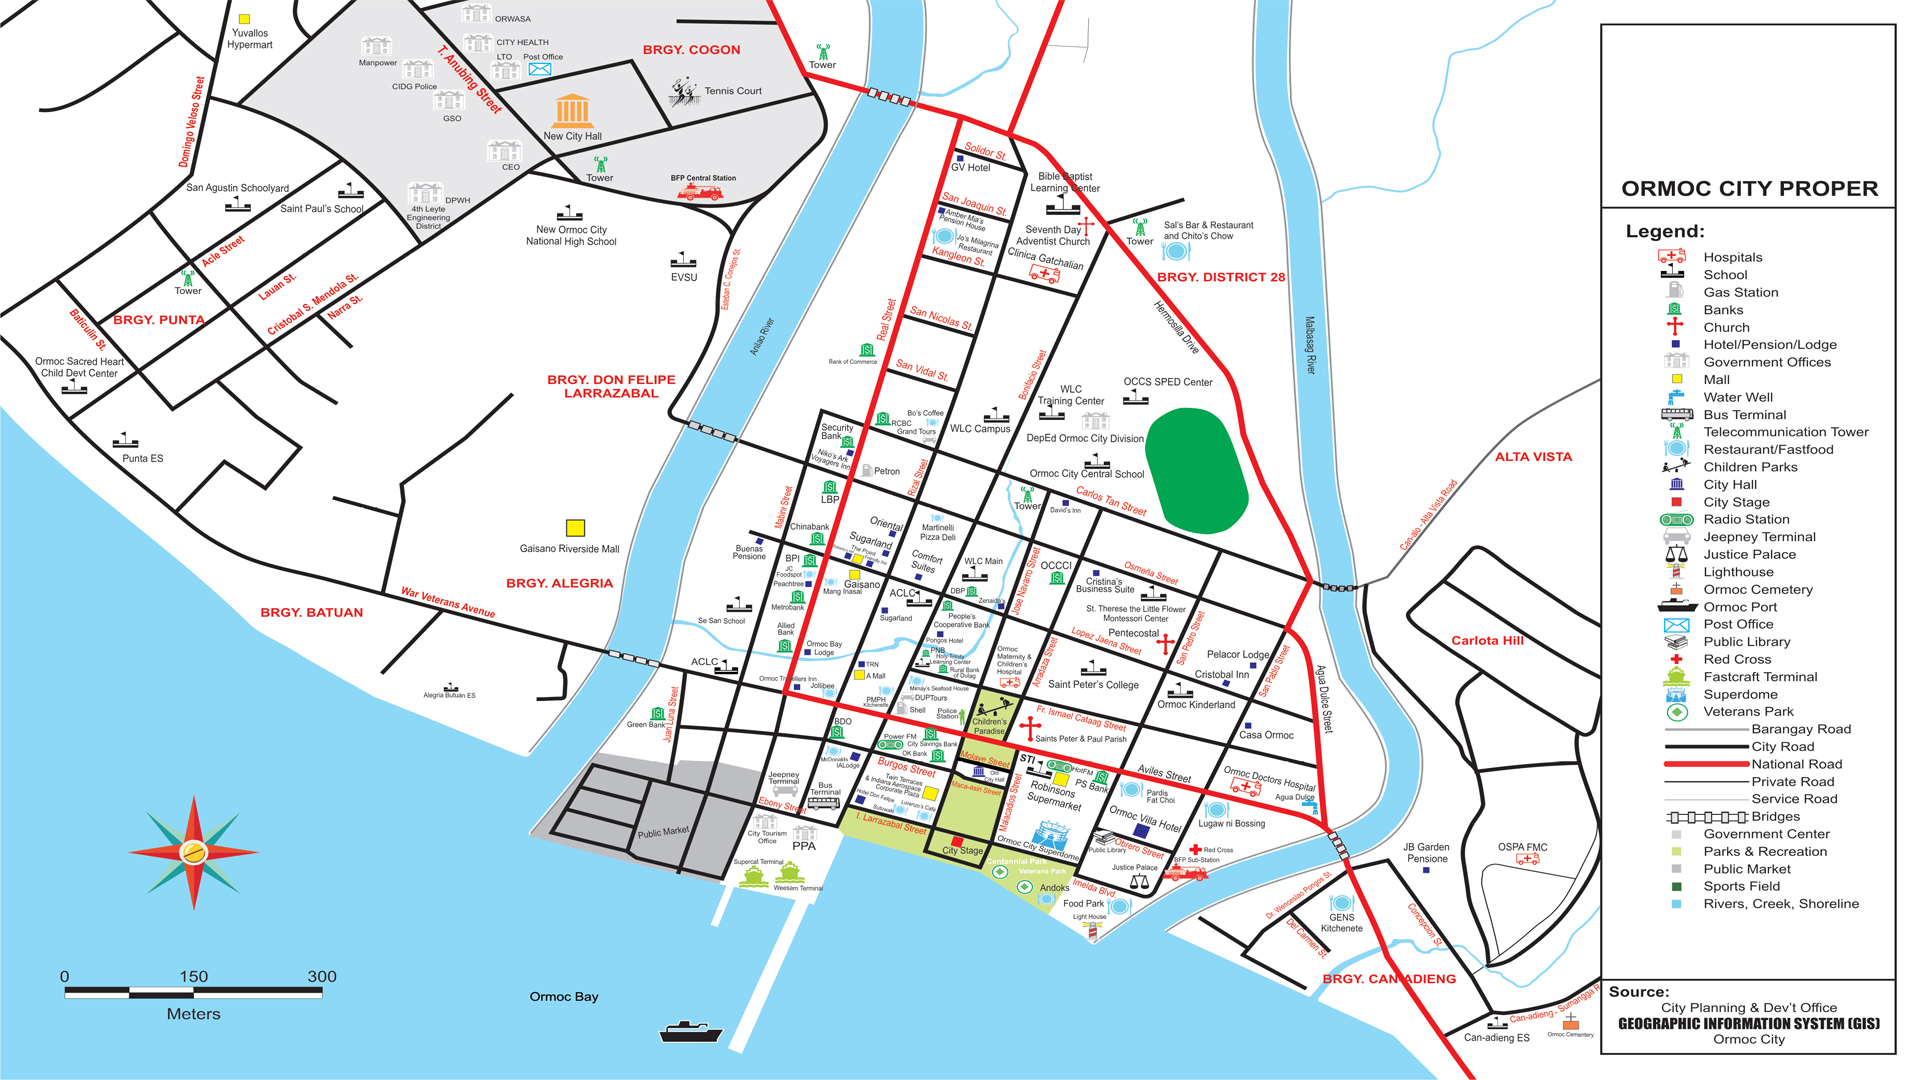 Yuvallos
Hypermart
ORWASA
CITY HEALTH
LTO
Post Office
Manpower
CIDG Police
GSO
T. Anubing Street
BRGY. COGON
Tower
Tennis Court
New City Hall
CEO
Tower
BFP Central Station
Domingo Veloso Street
San Agustin Schoolyard
Saint Paul's School
DPWH
4th Leyte
Engineering
District
New Ormoc City
National High School
EVSU
Esteban C. Conejos St.
Acle Street
Lauan St.
Cristobal S. Mendola St.
Narra St.
Tower
BRGY. PUNTA
Baticulin St.
Ormoc Sacred Heart
Child Devt Center
Punta ES
BRGY. DON FELIPE
LARRAZABAL
Anilao River
Gaisano Riverside Mall
BRGY. ALEGRIA
BRGY. BATUAN
War Veterans Avenue
Alegria Butuan ES
Solidor St.
GV Hotel
San Joaquin St.
Amber Mia's
Pension House
Jo's Milagrina
Restaurant
Kangleon St.
Bible Baptist
Learning Center
Seventh Day
Adventist Church
Clinica Gatchalian
Tower
Sal's Bar & Restaurant
and Chito's Chow
BRGY. DISTRICT 28
Hermosilla Drive
Malbasag River
Real Street
San Nicolas St.
San Vidal St.
Bank of Commerce
Bonifacio Street
WLC
Training Center
OCCS SPED Center
DepEd Ormoc City Division
Ormoc City Central School
WLC Campus
Bo's Coffee
RCBC
Grand Tours
Security
Bank
Niko's Ark
Voyagers Inn
Petron
Rizal Street
LBP
Mabini Street
Chinabank
Oriental
Sugarland
The Point
Martinelli
Pizza Deli
Comfort
Suites
Tower
David's Inn
Carlos Tan Street
Buenas
Pensione
BPI
JC
Foodspot
Peachtree
Mang Inasal
Gaisano
Metrobank
ACLC
Sugarland
WLC Main
DBP
Zenaida's
Jose Navarro Street
OCCCI
Osmeña Street
Cristina's
Business Suite
St. Therese the Little Flower
Montessori Center
Pentecostal
Lopez Jaena Street
San Pedro Street
Se San School
Allied
Bank
Ormoc Bay
Lodge
People's
Cooperative Bank
Pongos Hotel
PNB
Holy Trinity
Learning Center
Rural Bank
of Dulag
Ormoc
Maternity &
Children's
Hospital
Arradaza Street
Saint Peter's College
Pelacor Lodge
Cristobal Inn
San Pablo Street
Ormoc Kinderland
Agua Dulce Street
ACLC
Ormoc Travellers Inn
Jollibee
TRN
A Mall
PMPH
Kitchenette
Mimay's Seafood House
DUPTours
Shell
Police
Station
Children's
Paradise
Fr. Ismael Cataag Street
Saints Peter & Paul Parish
Casa Ormoc
Green Bank
Juan Luna Street
BDO
McDonalds
IALodge
Power FM
City Savings Bank
OK Bank
Burgos Street
Molave Street
STI
HotFM
PS Bank
Aviles Street
Ormoc Doctors Hospital
Agua Dulce
Jeepney
Terminal
Bus
Terminal
Ebony Street
Twin Terraces
& Indiana Aerospace
Corporate Plaza
Hotel Don Felipe
Sutrowaki
Lorenzo's Café
I. Larrazabal Street
Old
City Hall
Maca-asin Street
Malacadios Street
Robinsons
Supermarket
Pardis
Fat Choi
Ormoc Villa Hotel
Lugaw ni Bossing
Public Market
City Tourism
Office
PPA
Supercat Terminal
Weesam Terminal
City Stage
Ormoc City Superdome
Public Library
Obrero Street
Red Cross
BFP Sub-Station
Justice Palace
Centennial Park
Veterans Park
Andoks
Imelda Blvd.
Food Park
Light House
Ormoc Bay
0 150 300
Meters
ALTA VISTA
Can-alo - Alta Vista Road
Carlota Hill
JB Garden
Pensione
OSPA FMC
Dr. Wenceslao Pongos St.
Del Carmen St.
GENS
Kitchenete
Concepcion St.
BRGY. CAN-ADIENG
Can-adieng ES
Can-adieng - Sumangga R
Ormoc Cementery
ORMOC CITY PROPER
Legend:
Hospitals
School
Gas Station
Banks
Church
Hotel/Pension/Lodge
Government Offices
Mall
Water Well
Bus Terminal
Telecommunication Tower
Restaurant/Fastfood
Children Parks
City Hall
City Stage
Radio Station
Jeepney Terminal
Justice Palace
Lighthouse
Ormoc Cemetery
Ormoc Port
Post Office
Public Library
Red Cross
Fastcraft Terminal
Superdome
Veterans Park
Barangay Road
City Road
National Road
Private Road
Service Road
Bridges
Government Center
Parks & Recreation
Public Market
Sports Field
Rivers, Creek, Shoreline
Source:
City Planning & Dev't Office
GEOGRAPHIC INFORMATION SYSTEM (GIS)
Ormoc City